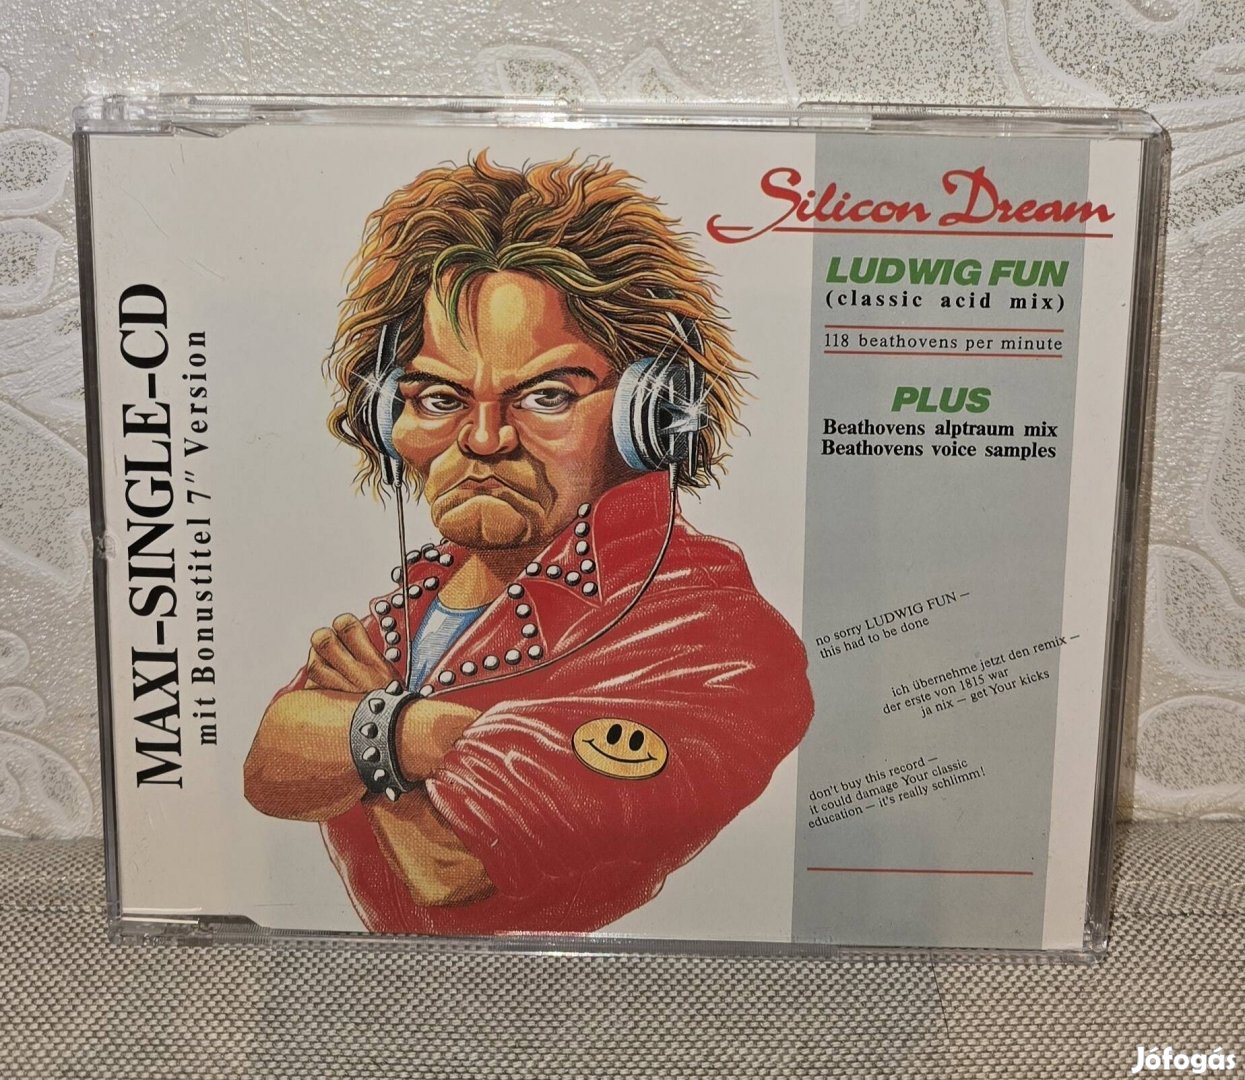 MAXI-SINGLE-CD
mit Bonustitel 7" Version
Silicon Dream
LUDWIG FUN
(classic acid mix)
118 beathovens per minute
PLUS
Beathovens alptraum mix
Beathovens voice samples
no sorry LUDWIG FUN –
this had to be done
ich übernehme jetzt den remix –
der erste von 1815 war
ja nix – get Your kicks
don't buy this record –
it could damage Your classic
education – it's really schlimm!
Jófogás